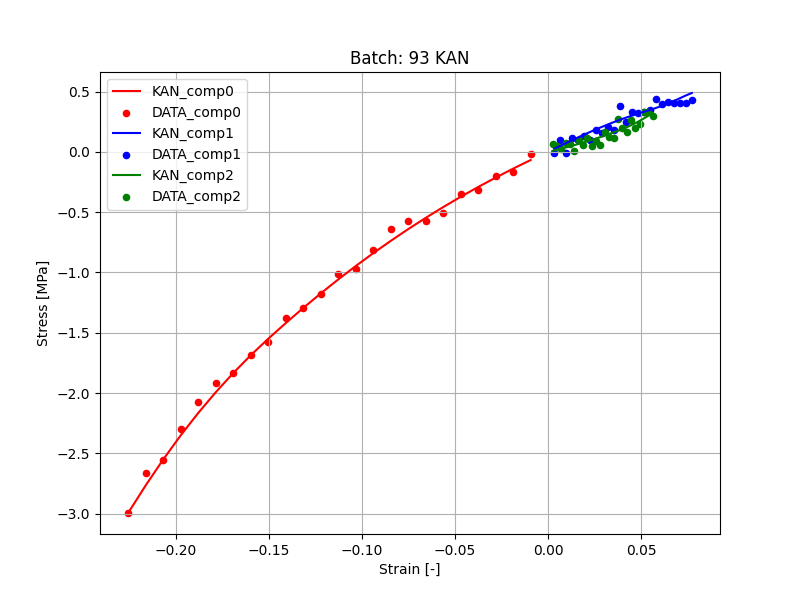 Batch: 93 KAN
KAN_comp0
DATA_comp0
KAN_comp1
DATA_comp1
KAN_comp2
DATA_comp2
0.5
0.0
−0.5
−1.0
−1.5
−2.0
−2.5
−3.0
Stress [MPa]
−0.20 −0.15 −0.10 −0.05 0.00 0.05
Strain [-]